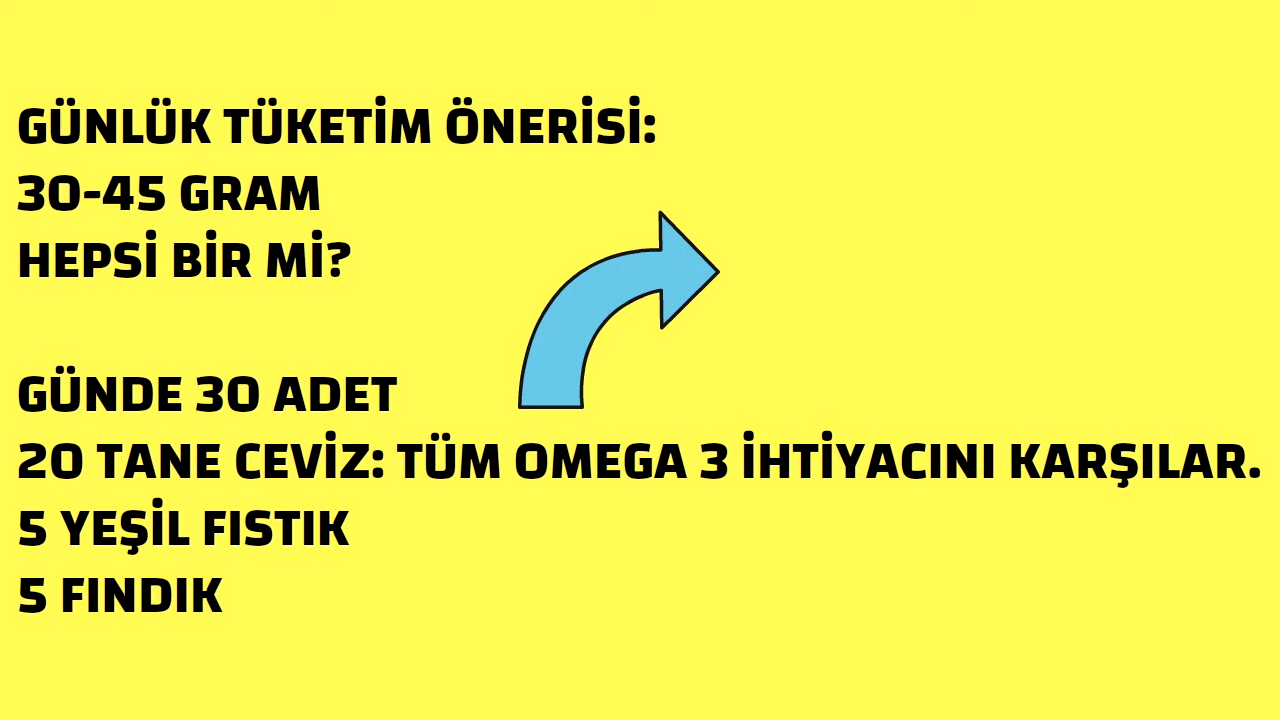 GÜNLÜK TÜKETİM ÖNERİSİ:
30-45 GRAM
HEPSİ BİR Mİ?
GÜNDE 30 ADET
20 TANE CEVİZ: TÜM OMEGA 3 İHTİYACINI KARŞILAR.
5 YEŞİL FISTIK
5 FINDIK